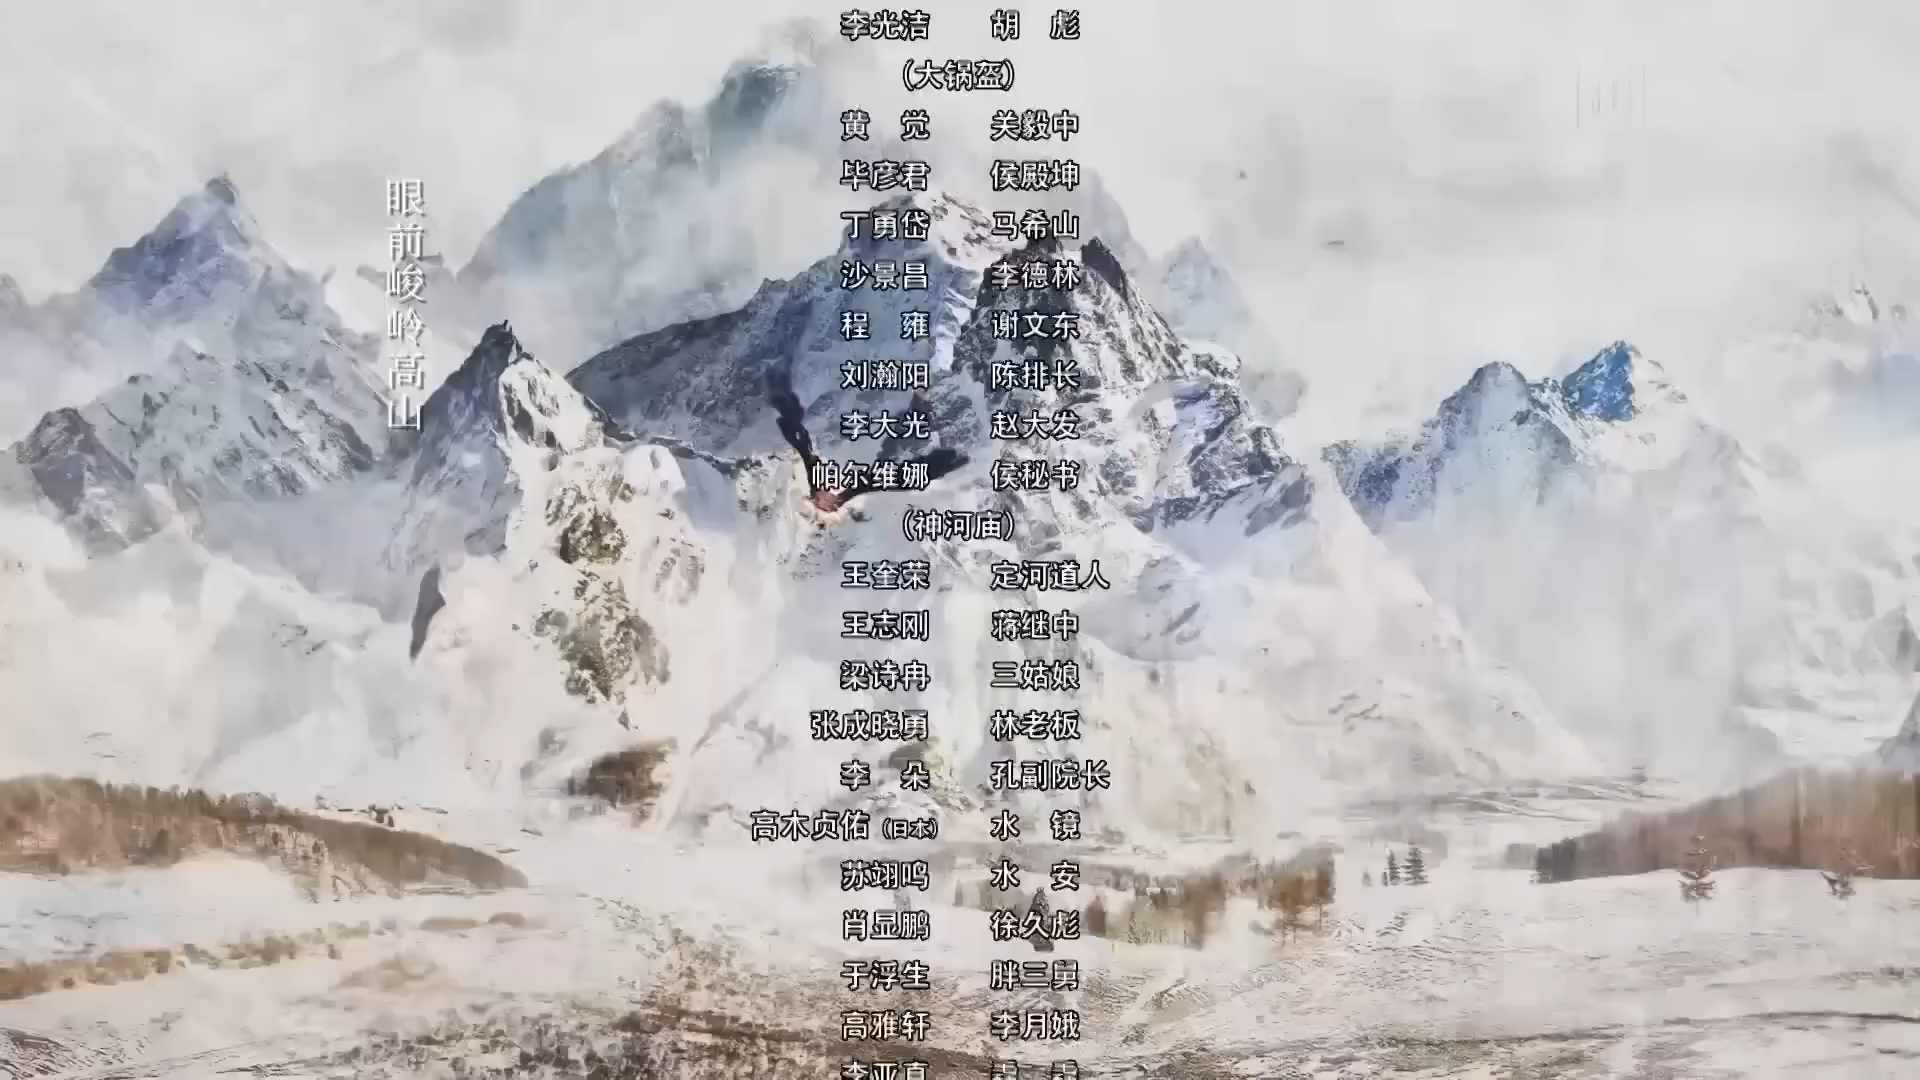 李光洁 胡彪
（大锅盔）
黄觉 关毅中
毕彦君 侯殿坤
丁勇岱 马希山
沙景昌 李德林
程雍 谢文东
刘瀚阳 陈排长
李大光 赵大发
帕尔维娜 侯秘书
（神河庙）
王奎荣 定河道人
王志刚 蒋继中
梁诗冉 三姑娘
张成晓勇 林老板
李朵 孔副院长
高木贞佑（日本） 水镜
苏翊鸣 水安
肖显鹏 徐久彪
于浮生 胖三舅
高雅轩 李月娥
眼前峻岭高山